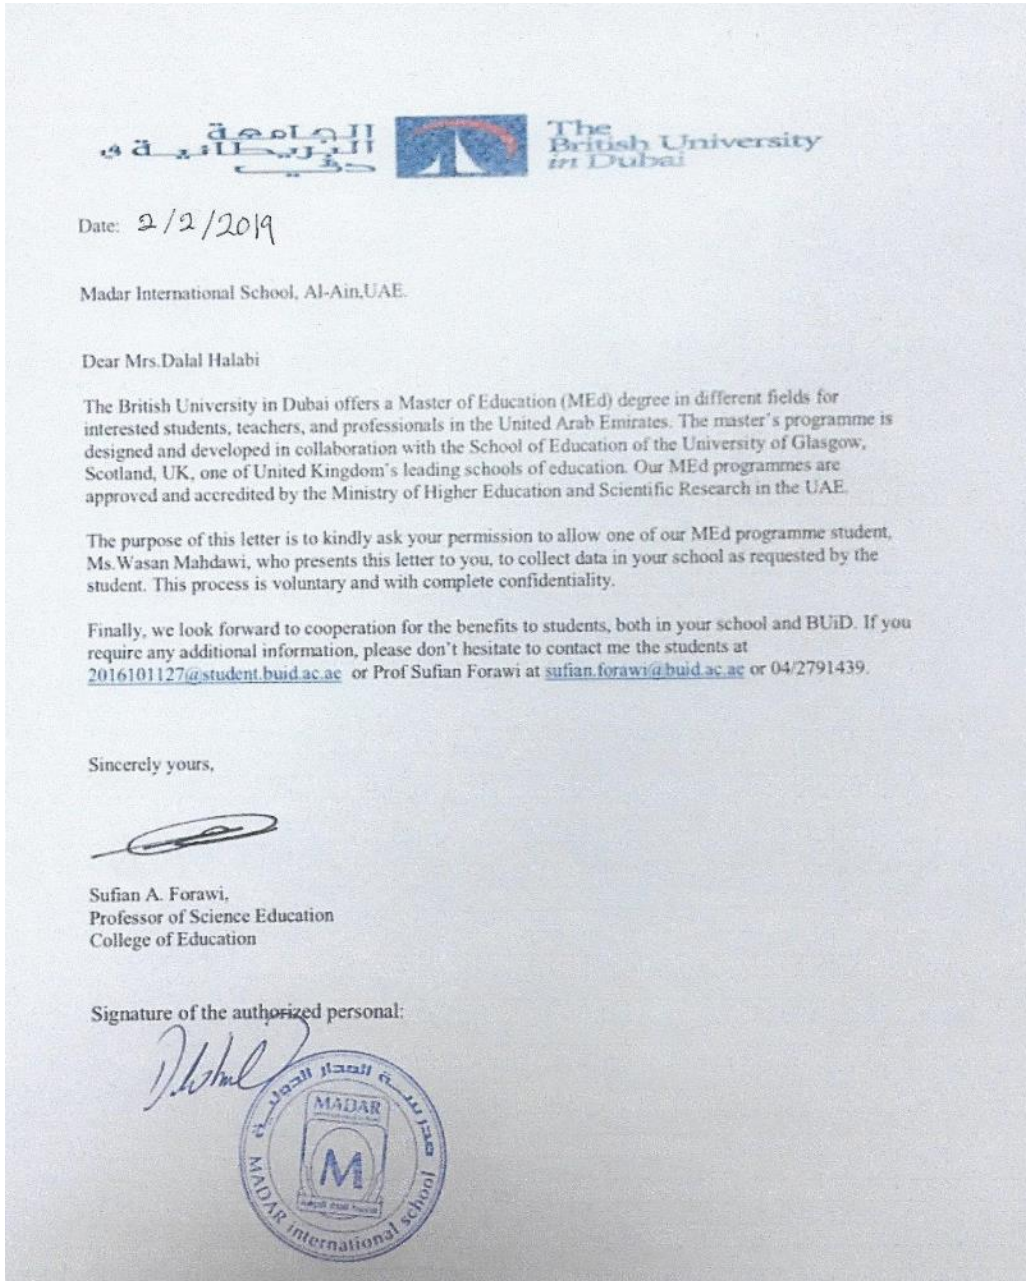 الجامعة
البريطانية في
دبي
The
British University
in Dubai
Date: 2/2/2019
Madar International School, Al-Ain,UAE.
Dear Mrs.Dalal Halabi
The British University in Dubai offers a Master of Education (MEd) degree in different fields for
interested students, teachers, and professionals in the United Arab Emirates. The master's programme is
designed and developed in collaboration with the School of Education of the University of Glasgow,
Scotland, UK, one of United Kingdom's leading schools of education. Our MEd programmes are
approved and accredited by the Ministry of Higher Education and Scientific Research in the UAE.
The purpose of this letter is to kindly ask your permission to allow one of our MEd programme student,
Ms.Wasan Mahdawi, who presents this letter to you, to collect data in your school as requested by the
student. This process is voluntary and with complete confidentiality.
Finally, we look forward to cooperation for the benefits to students, both in your school and BUiD. If you
require any additional information, please don't hesitate to contact me the students at
2016101127@student.buid.ac.ae or Prof Sufian Forawi at sufian.forawi@buid.ac.ae or 04/2791439.
Sincerely yours,
Sufian A. Forawi,
Professor of Science Education
College of Education
Signature of the authorized personal:
مدرسة المدار الدولية
MADAR
M
MADAR international school